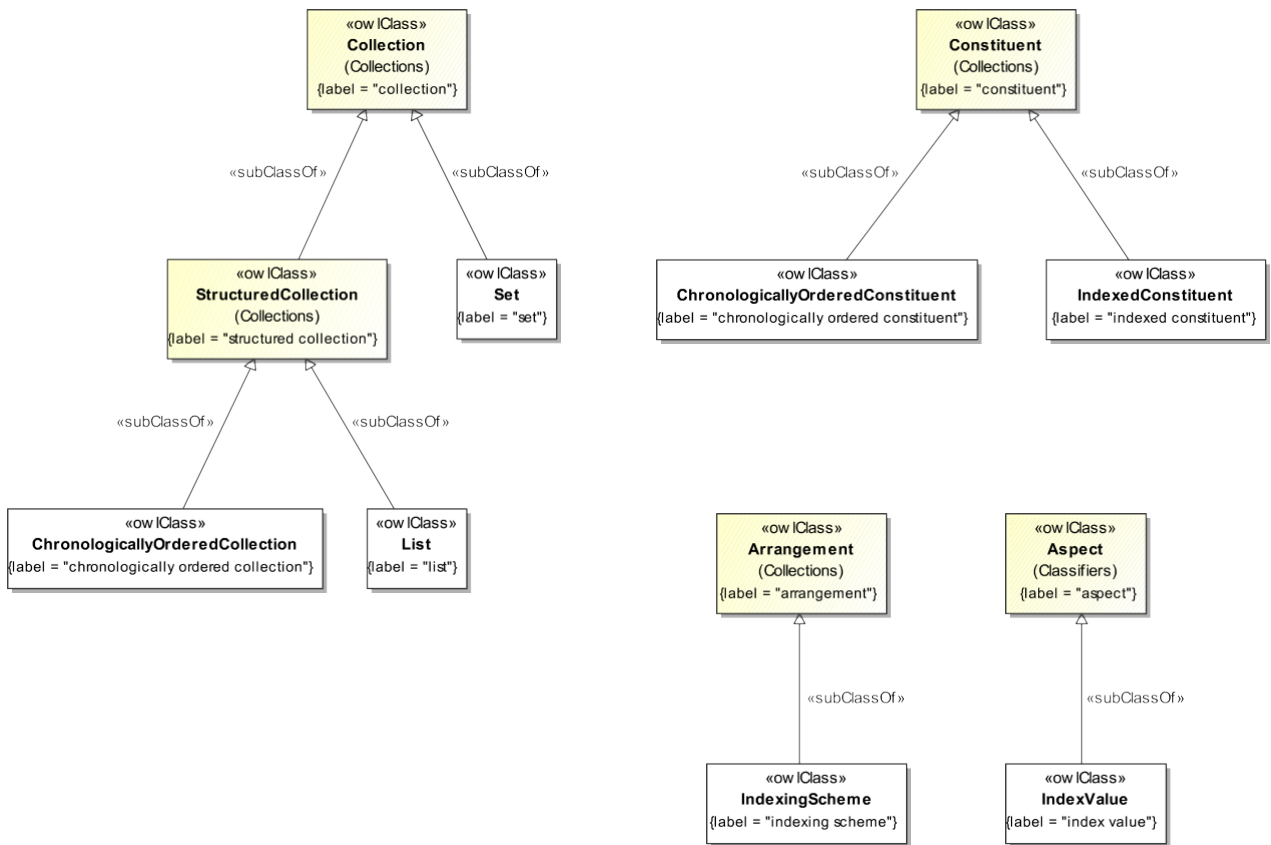 «owlClass»
Collection
(Collections)
{label = "collection"}
«owlClass»
Constituent
(Collections)
{label = "constituent"}
«subClassOf»
«subClassOf»
«subClassOf»
«subClassOf»
«owlClass»
StructuredCollection
(Collections)
{label = "structured collection"}
«owlClass»
Set
{label = "set"}
«owlClass»
ChronologicallyOrderedConstituent
{label = "chronologically ordered constituent"}
«owlClass»
IndexedConstituent
{label = "indexed constituent"}
«subClassOf»
«subClassOf»
«owlClass»
ChronologicallyOrderedCollection
{label = "chronologically ordered collection"}
«owlClass»
List
{label = "list"}
«owlClass»
Arrangement
(Collections)
{label = "arrangement"}
«owlClass»
Aspect
(Classifiers)
{label = "aspect"}
«subClassOf»
«subClassOf»
«owlClass»
IndexingScheme
{label = "indexing scheme"}
«owlClass»
IndexValue
{label = "index value"}